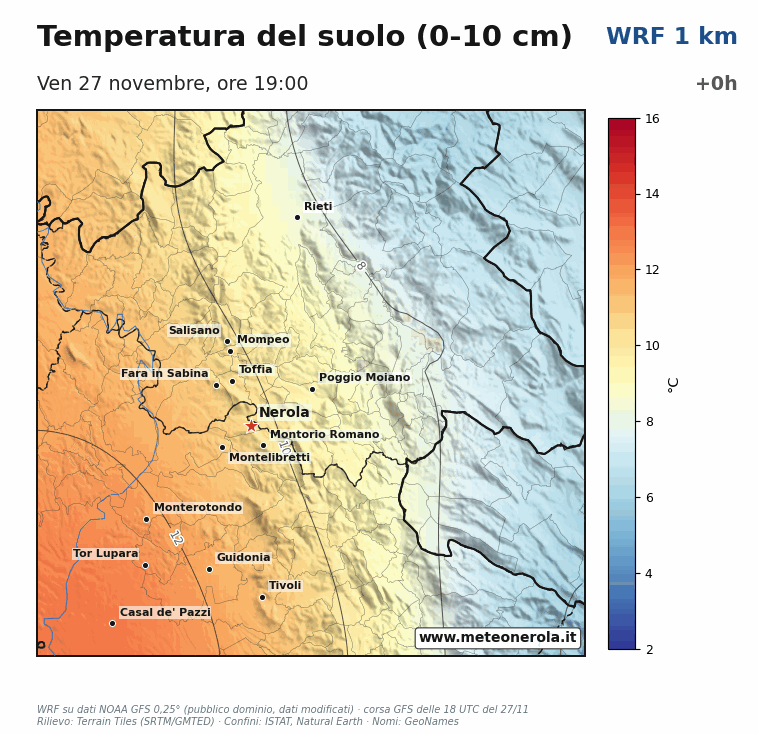 Temperatura del suolo (0-10 cm)
WRF 1 km
Ven 27 novembre, ore 19:00
+0h
Rieti
8
Salisano
Mompeo
Toffia
Fara in Sabina
Poggio Moiano
Nerola
Montorio Romano
10
Montelibretti
Monterotondo
12
Tor Lupara
Guidonia
Tivoli
Casal de' Pazzi
www.meteonerola.it
16
14
12
10
8
6
4
2
°C
WRF su dati NOAA GFS 0,25° (pubblico dominio, dati modificati) · corsa GFS delle 18 UTC del 27/11
Rilievo: Terrain Tiles (SRTM/GMTED) · Confini: ISTAT, Natural Earth · Nomi: GeoNames